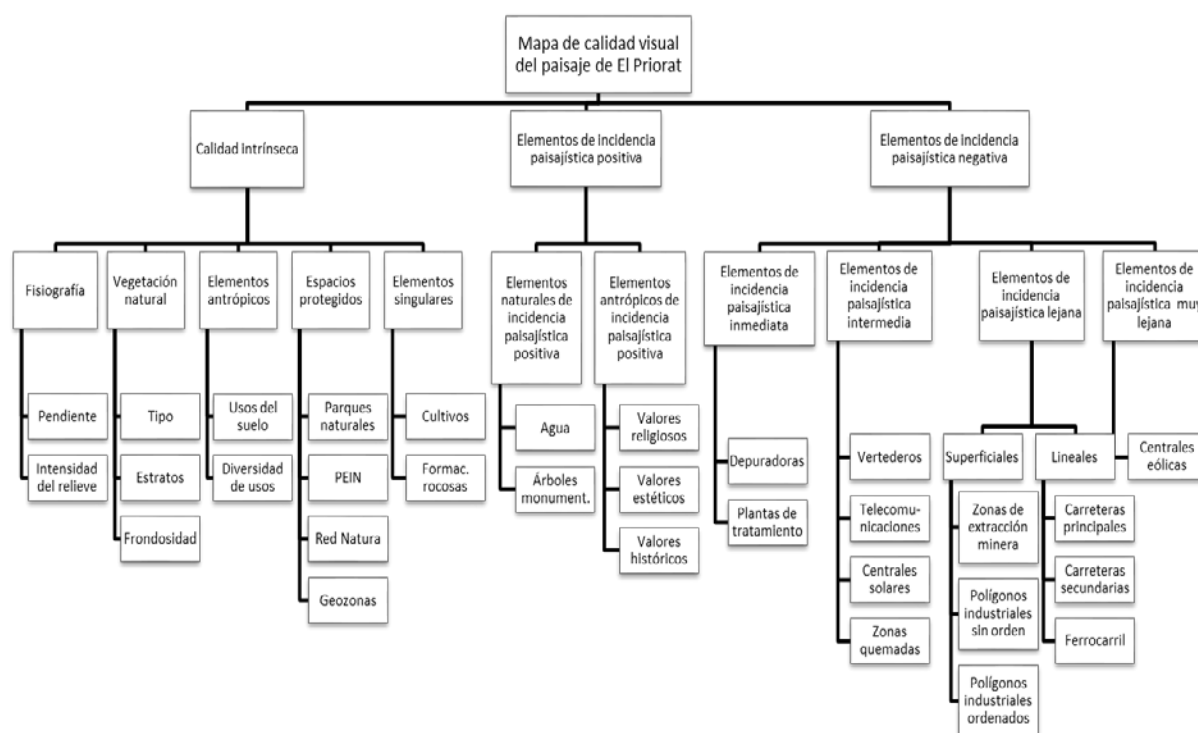 Mapa de calidad visual
del paisaje de El Priorat
Calidad intrínseca
Elementos de incidencia
paisajística positiva
Elementos de incidencia
paisajística negativa
Fisiografía
Vegetación
natural
Elementos
antrópicos
Espacios
protegidos
Elementos
singulares
Elementos
naturales de
incidencia
paisajística
positiva
Elementos
antrópicos de
incidencia
paisajística
positiva
Elementos de
incidencia
paisajística
inmediata
Elementos de
incidencia
paisajística
intermedia
Elementos de
incidencia
paisajística lejana
Elementos de
incidencia
paisajística muy
lejana
Pendiente
Intensidad
del relieve
Tipo
Estratos
Frondosidad
Usos del
suelo
Diversidad
de usos
Parques
naturales
PEIN
Red Natura
Geozonas
Cultivos
Formac.
rocosas
Agua
Árboles
monument.
Valores
religiosos
Valores
estéticos
Valores
históricos
Depuradoras
Plantas de
tratamiento
Vertederos
Telecomu-
nicaciones
Centrales
solares
Zonas
quemadas
Superficiales
Zonas de
extracción
minera
Polígonos
industriales
sin orden
Polígonos
industriales
ordenados
Lineales
Carreteras
principales
Carreteras
secundarias
Ferrocarril
Centrales
eólicas